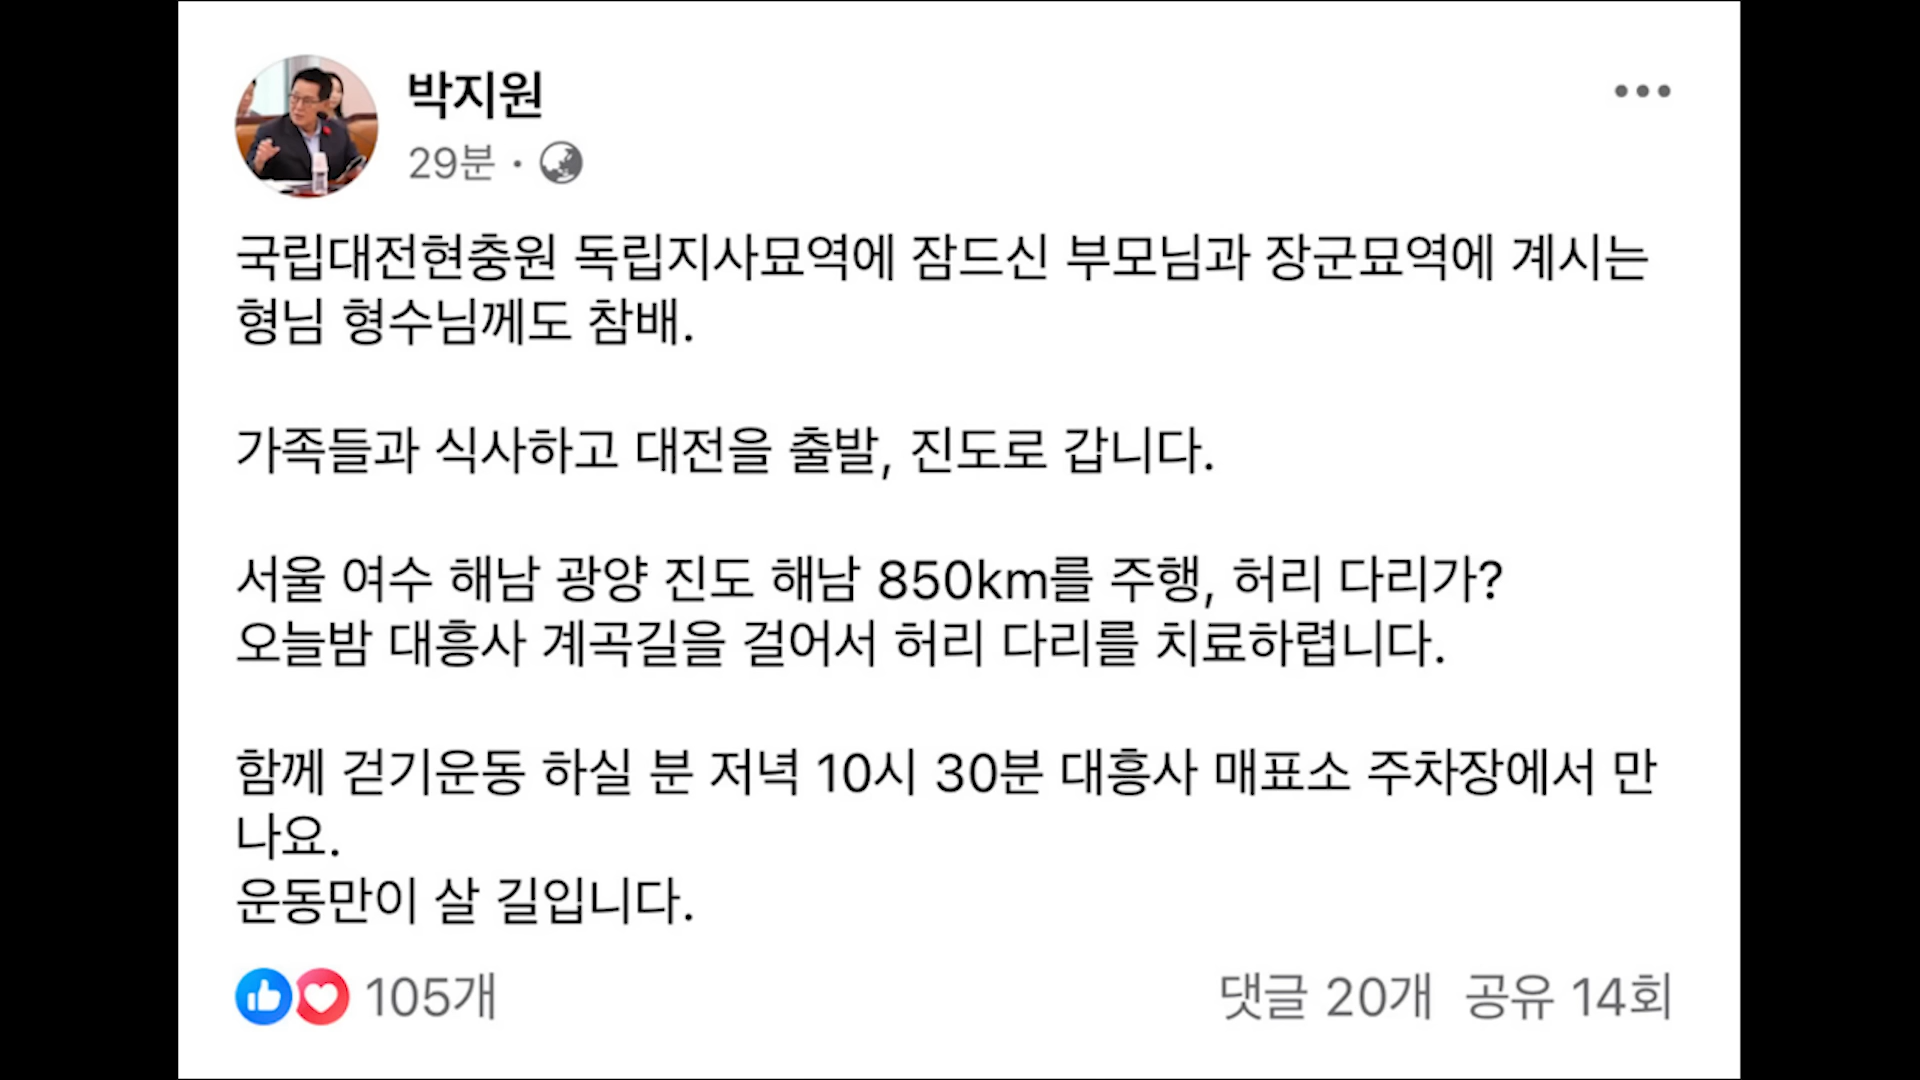 박지원
29분 ·
국립대전현충원 독립지사묘역에 잠드신 부모님과 장군묘역에 계시는
형님 형수님께도 참배.
가족들과 식사하고 대전을 출발, 진도로 갑니다.
서울 여수 해남 광양 진도 해남 850km를 주행, 허리 다리가?
오늘밤 대흥사 계곡길을 걸어서 허리 다리를 치료하렵니다.
함께 걷기운동 하실 분 저녁 10시 30분 대흥사 매표소 주차장에서 만
나요.
운동만이 살 길입니다.
105개 댓글 20개 공유 14회